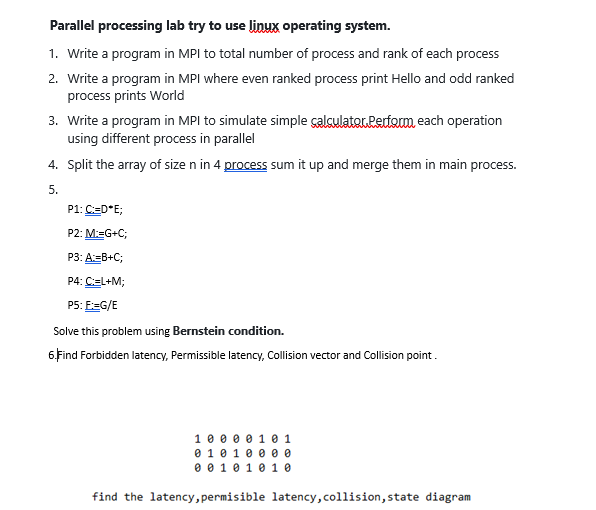 Parallel processing lab try to use linux operating system.
1. Write a program in MPI to total number of process and rank of each process
2. Write a program in MPI where even ranked process print Hello and odd ranked
process prints World
3. Write a program in MPI to simulate simple calculator.Perform each operation
using different process in parallel
4. Split the array of size n in 4 process sum it up and merge them in main process.
5.
P1: C:=D*E;
P2: M:=G+C;
P3: A:=B+C;
P4: C:=L+M;
P5: F:=G/E
Solve this problem using Bernstein condition.
6.Find Forbidden latency, Permissible latency, Collision vector and Collision point .
1 0 0 0 0 1 0 1
0 1 0 1 0 0 0 0
0 0 1 0 1 0 1 0
find the latency,permisible latency,collision,state diagram